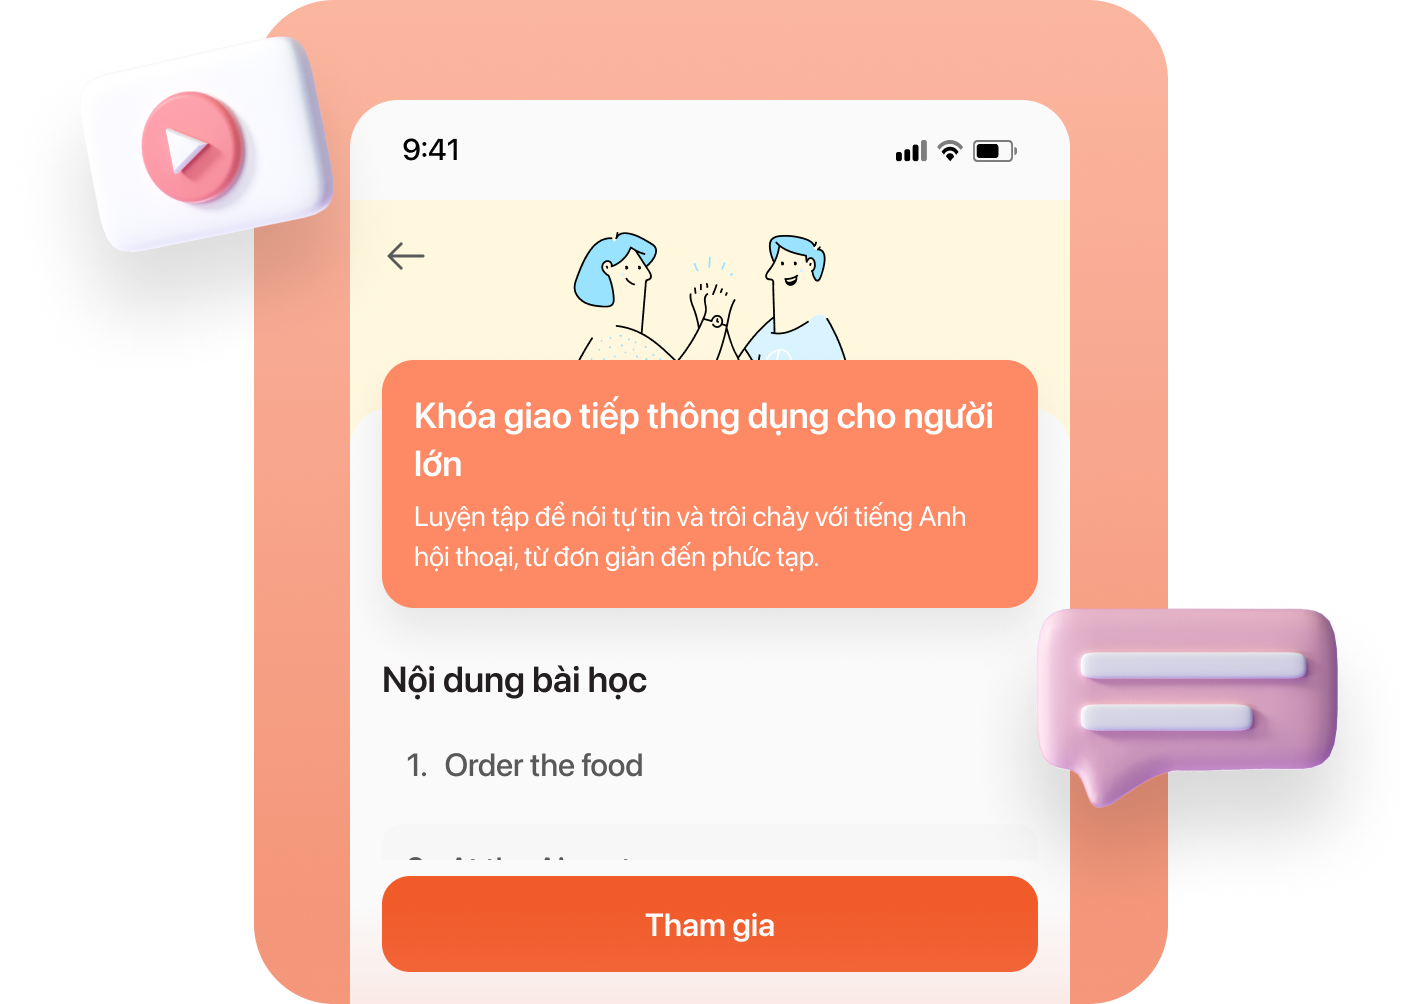 9:41
Khóa giao tiếp thông dụng cho người
lớn
Luyện tập để nói tự tin và trôi chảy với tiếng Anh
hội thoại, từ đơn giản đến phức tạp.
Nội dung bài học
1. Order the food
Tham gia